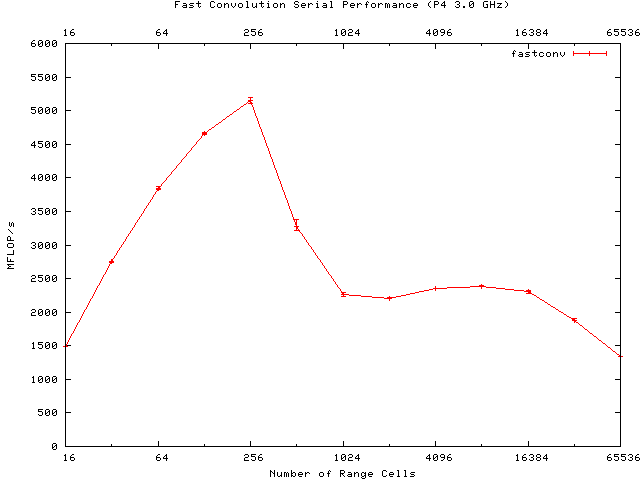 Fast Convolution Serial Performance (P4 3.0 GHz)
16 64 256 1024 4096 16384 65536
6000
fastconv
5500
5000
4500
4000
3500
3000
2500
2000
1500
1000
500
0
MFLOP/s
16 64 256 1024 4096 16384 65536
Number of Range Cells